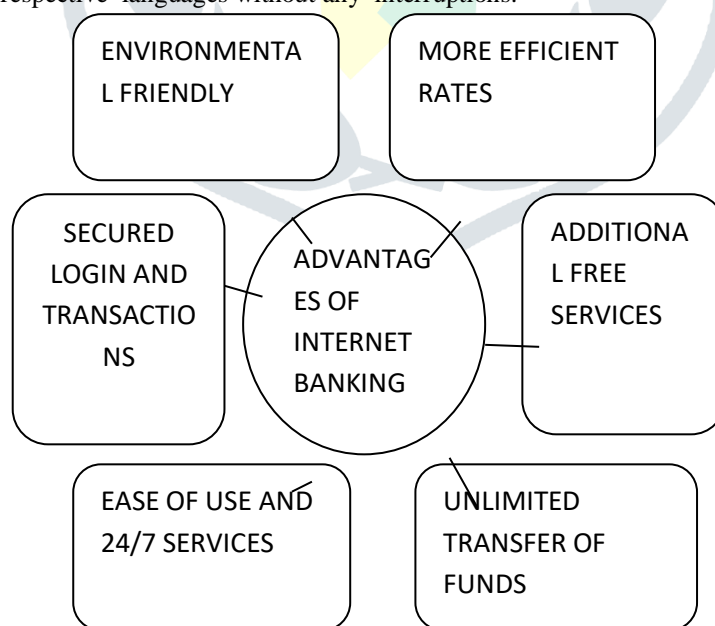 respective languages without any interruptions.
ENVIRONMENTA
L FRIENDLY
MORE EFFICIENT
RATES
SECURED
LOGIN AND
TRANSACTIO
NS
ADVANTAG
ES OF
INTERNET
BANKING
ADDITIONA
L FREE
SERVICES
EASE OF USE AND
24/7 SERVICES
UNLIMITED
TRANSFER OF
FUNDS